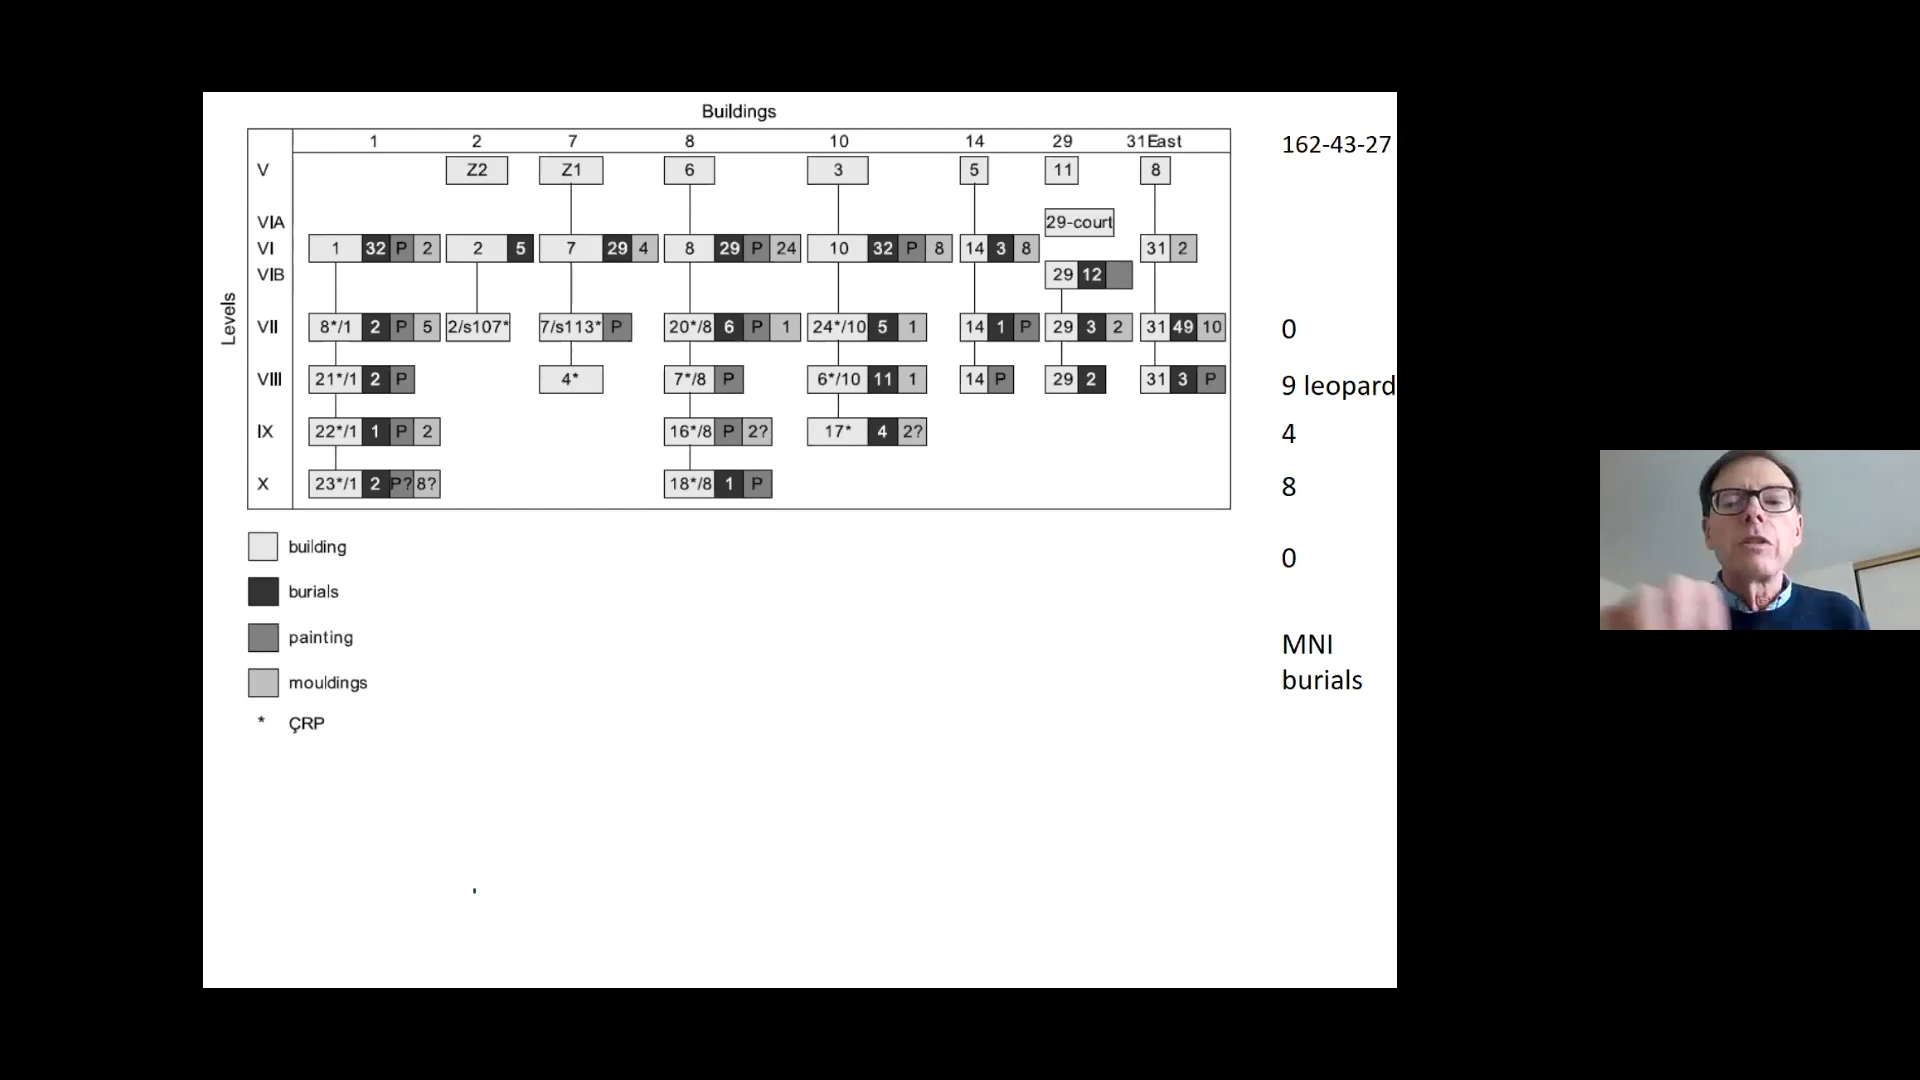 Buildings
1 2 7 8 10 14 29 31East 162-43-27
V Z2 Z1 6 3 5 11 8
VIA 29-court
VI 1 32 P 2 2 5 7 29 4 8 29 P 24 10 32 P 8 14 3 8 31 2
VIB 29 12
Levels
VII 8*/1 2 P 5 2/s107* 7/s113* P 20*/8 6 P 1 24*/10 5 1 14 1 P 29 3 2 31 49 10 0
VIII 21*/1 2 P 4* 7*/8 P 6*/10 11 1 14 P 29 2 31 3 P 9 leopard
IX 22*/1 1 P 2 16*/8 P 2? 17* 4 2? 4
X 23*/1 2 P? 8? 18*/8 1 P 8
building 0
burials
painting MNI
mouldings burials
* ÇRP